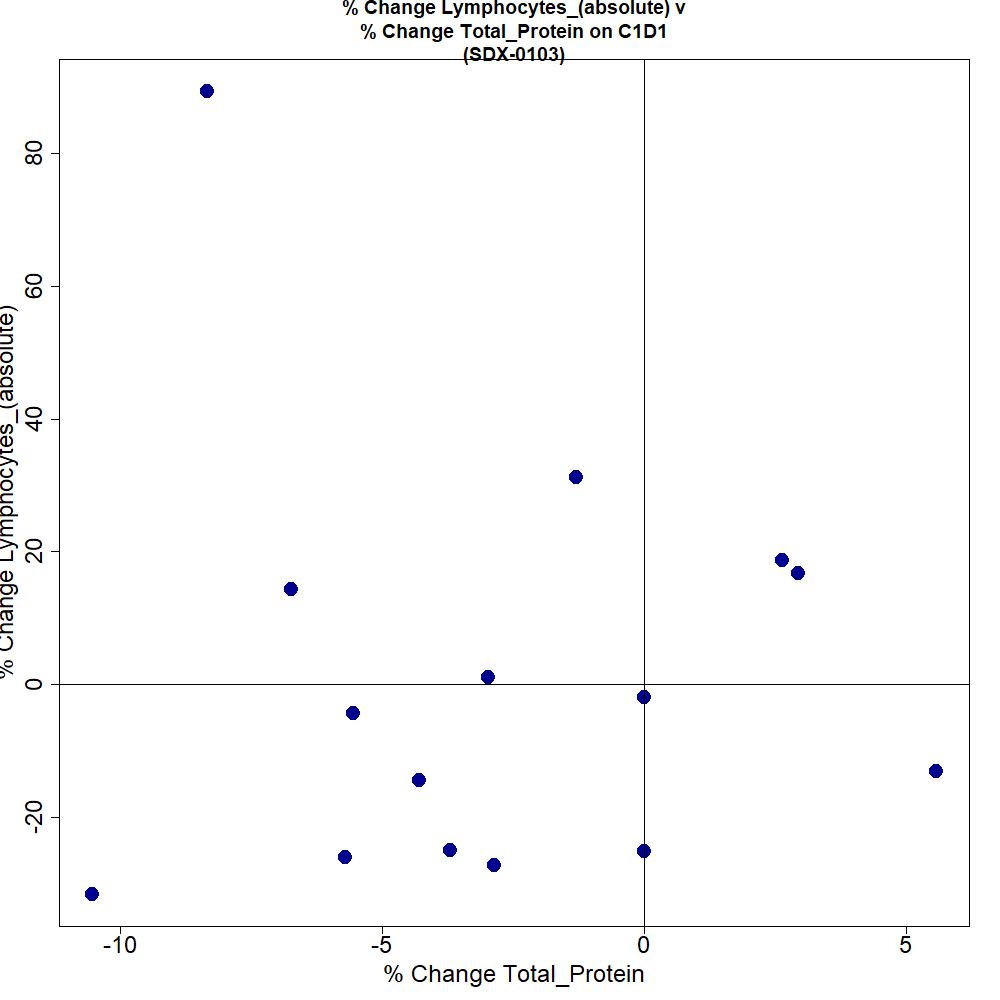 % Change Lymphocytes_(absolute) v
% Change Total_Protein on C1D1
(SDX-0103)
% Change Lymphocytes_(absolute)
80
60
40
20
0
-20
-10
-5
0
5
% Change Total_Protein